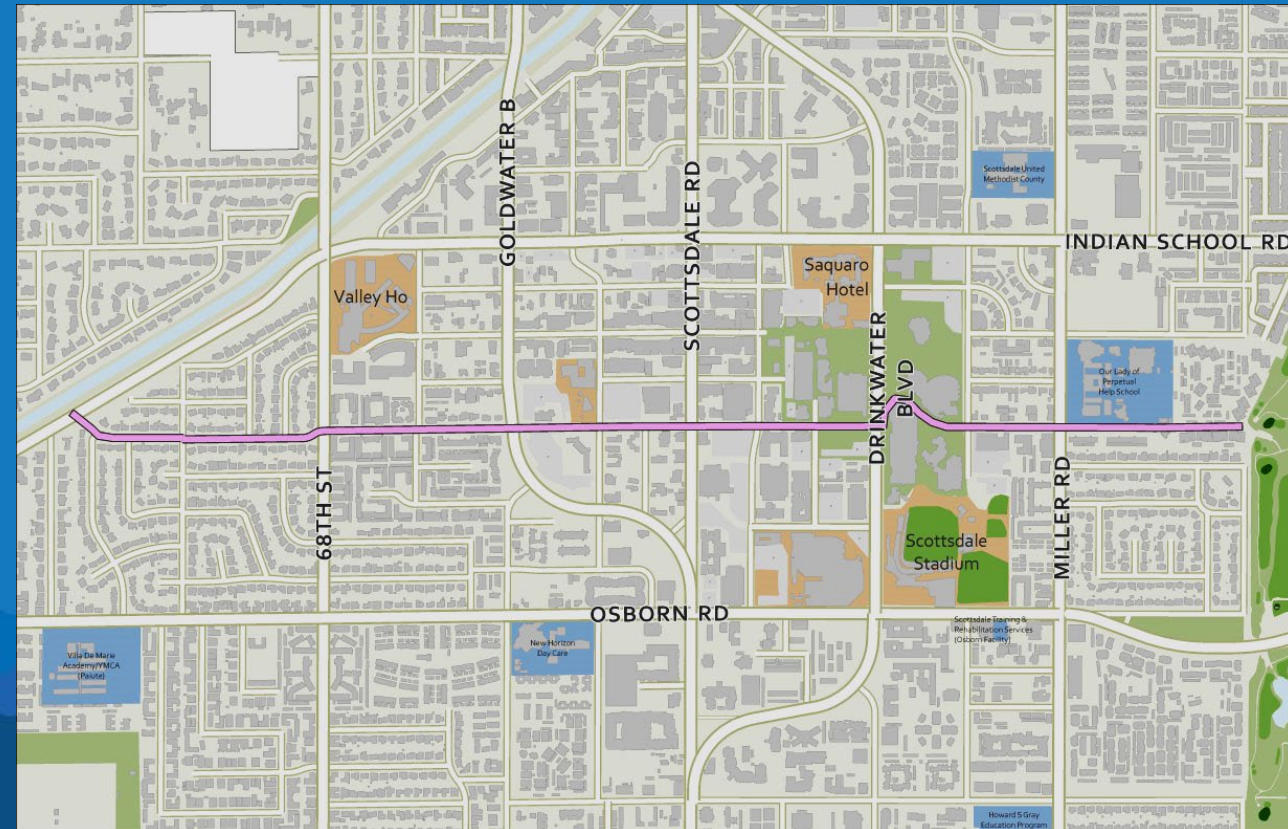 GOLDWATER B
SCOTTSDALE RD
Scottsdale United
Methodist County
INDIAN SCHOOL RD
Valley Ho
Saquaro
Hotel
DRINKWATER
BLVD
Our Lady of
Perpetual
Help School
68TH ST
MILLER RD
Scottsdale
Stadium
OSBORN RD
Villa De Marie
Academy/YMCA
(Paiute)
New Horizon
Day Care
Scottsdale Training &
Rehabilitation Services
(Osborn Facility)
Howard S Gray
Education Program